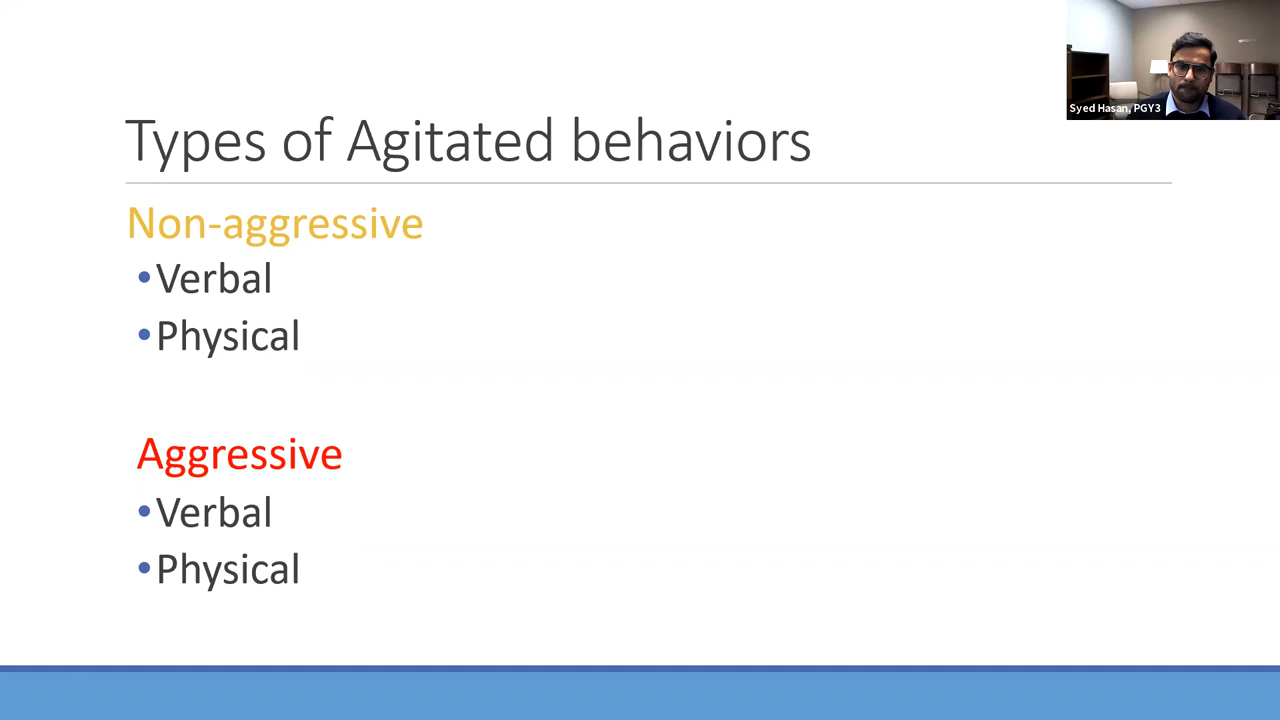 Syed Hasan, PGY3
Types of Agitated behaviors
Non-aggressive
•Verbal
•Physical
Aggressive
•Verbal
•Physical